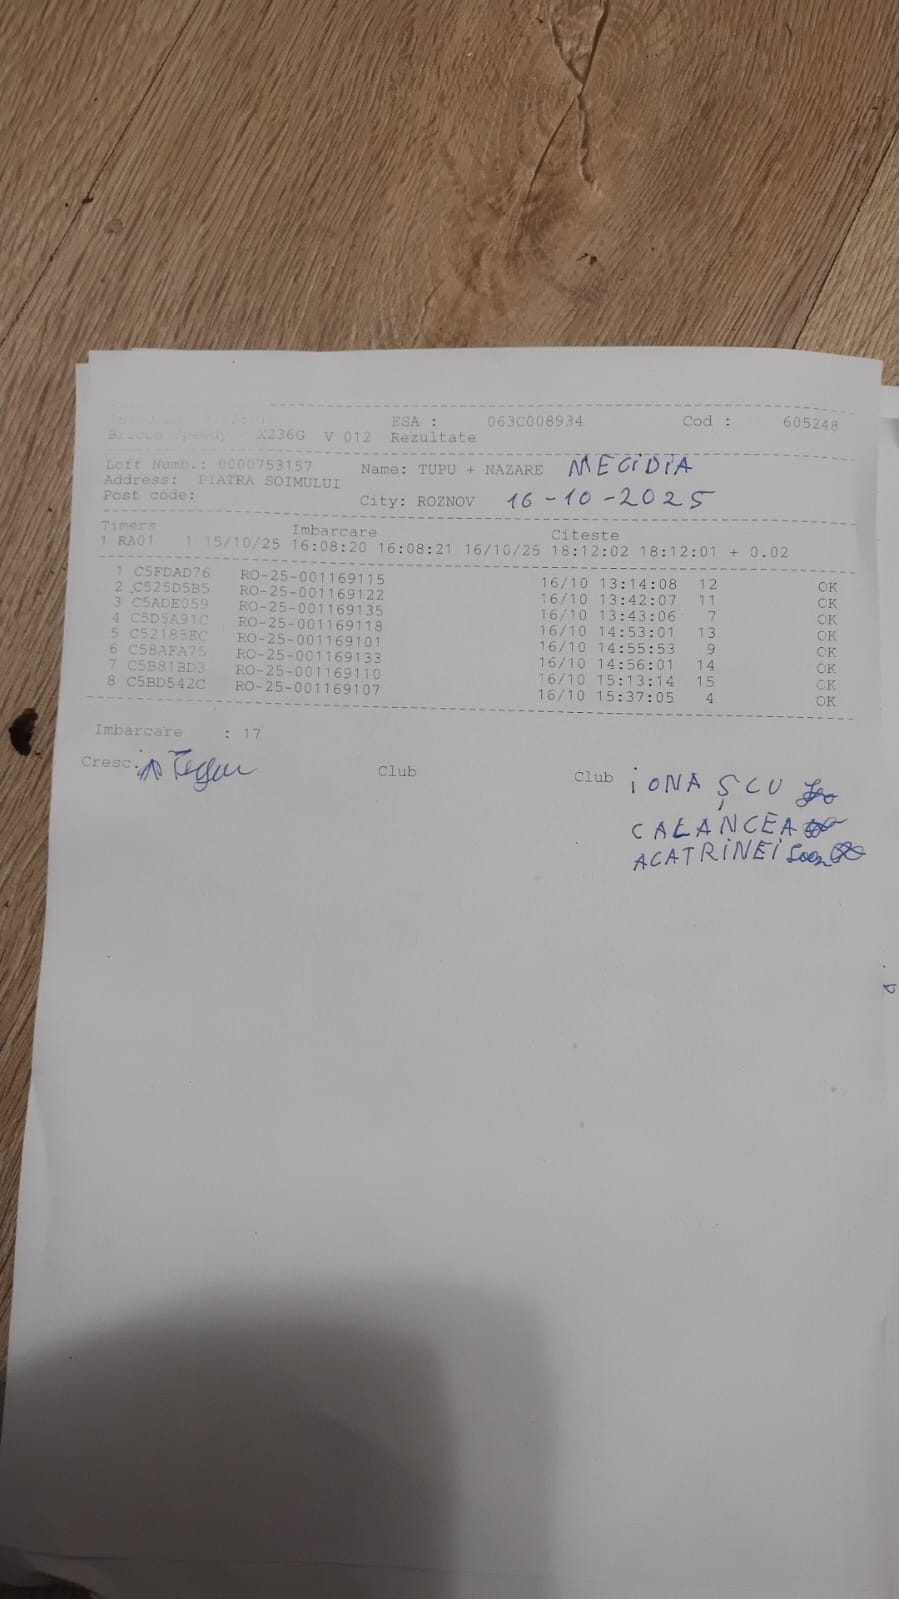 ESA : 063C008934 Cod : 605248
Bricon Speedy - X236G V 012 Rezultate
Loft Numb.: 0000753157 Name: TUPU + NAZARE MEGIDIA
Address: PIATRA SOIMULUI
Post code: City: ROZNOV 16-10-2025
Timers Imbarcare Citeste
1 RA01 1 15/10/25 16:08:20 16:08:21 16/10/25 18:12:02 18:12:01 + 0.02
1 C5FDAD76 RO-25-001169115 16/10 13:14:08 12 OK
2 C525D5B5 RO-25-001169122 16/10 13:42:07 11 OK
3 C5ADE059 RO-25-001169135 16/10 13:43:06 7 OK
4 C5D5A91C RO-25-001169118 16/10 14:53:01 13 OK
5 C52185EC RO-25-001169101 16/10 14:55:53 9 OK
6 C58AFA75 RO-25-001169133 16/10 14:56:01 14 OK
7 C5B81BD3 RO-25-001169110 16/10 15:13:14 15 OK
8 C5BD542C RO-25-001169107 16/10 15:37:05 4 OK
Imbarcare : 17
Cresc. Club Club IONAȘCU
CALANCEA
ACATRINEI